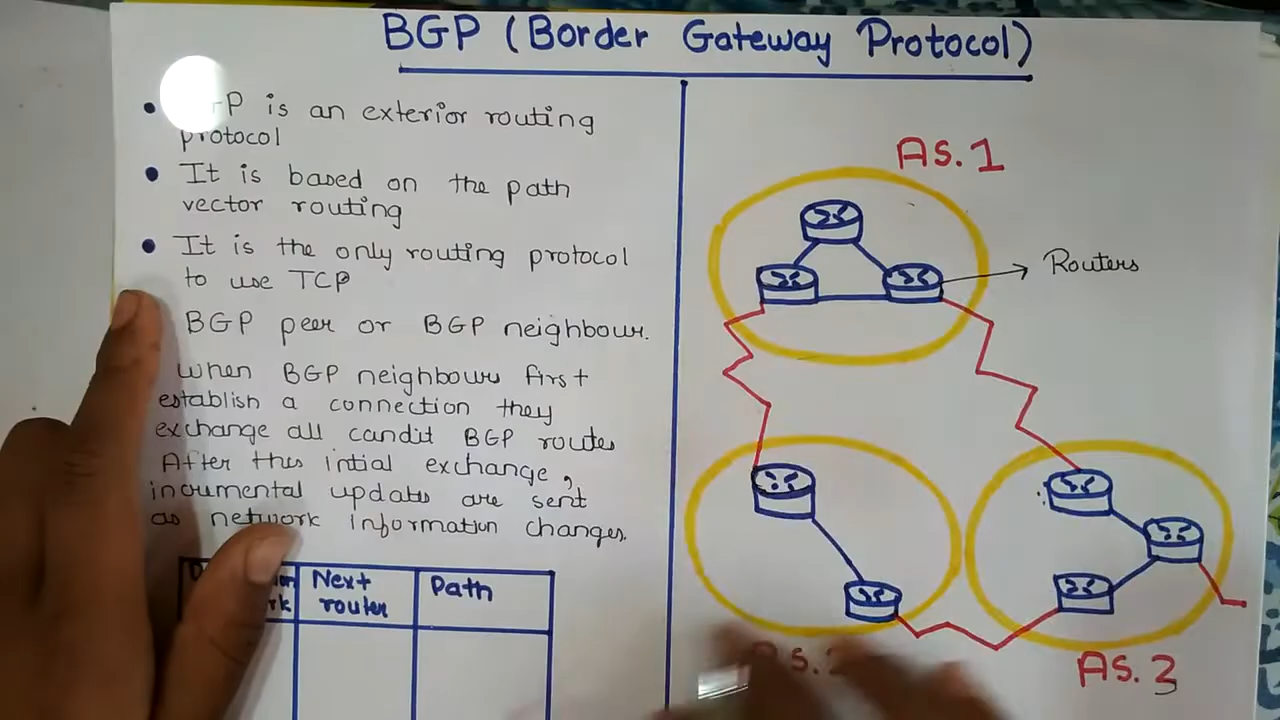 BGP (Border Gateway Protocol)
P is an exterior routing
protocol
It is based on the path
vector routing
It is the only routing protocol
to use TCP
BGP peer or BGP neighbour.
When BGP neighbours first
establish a connection they
exchange all candit BGP routes
After this intial exchange,
incrumental updats are sent
as network information changes.
Next
router
Path
AS.1
Routers
AS.3